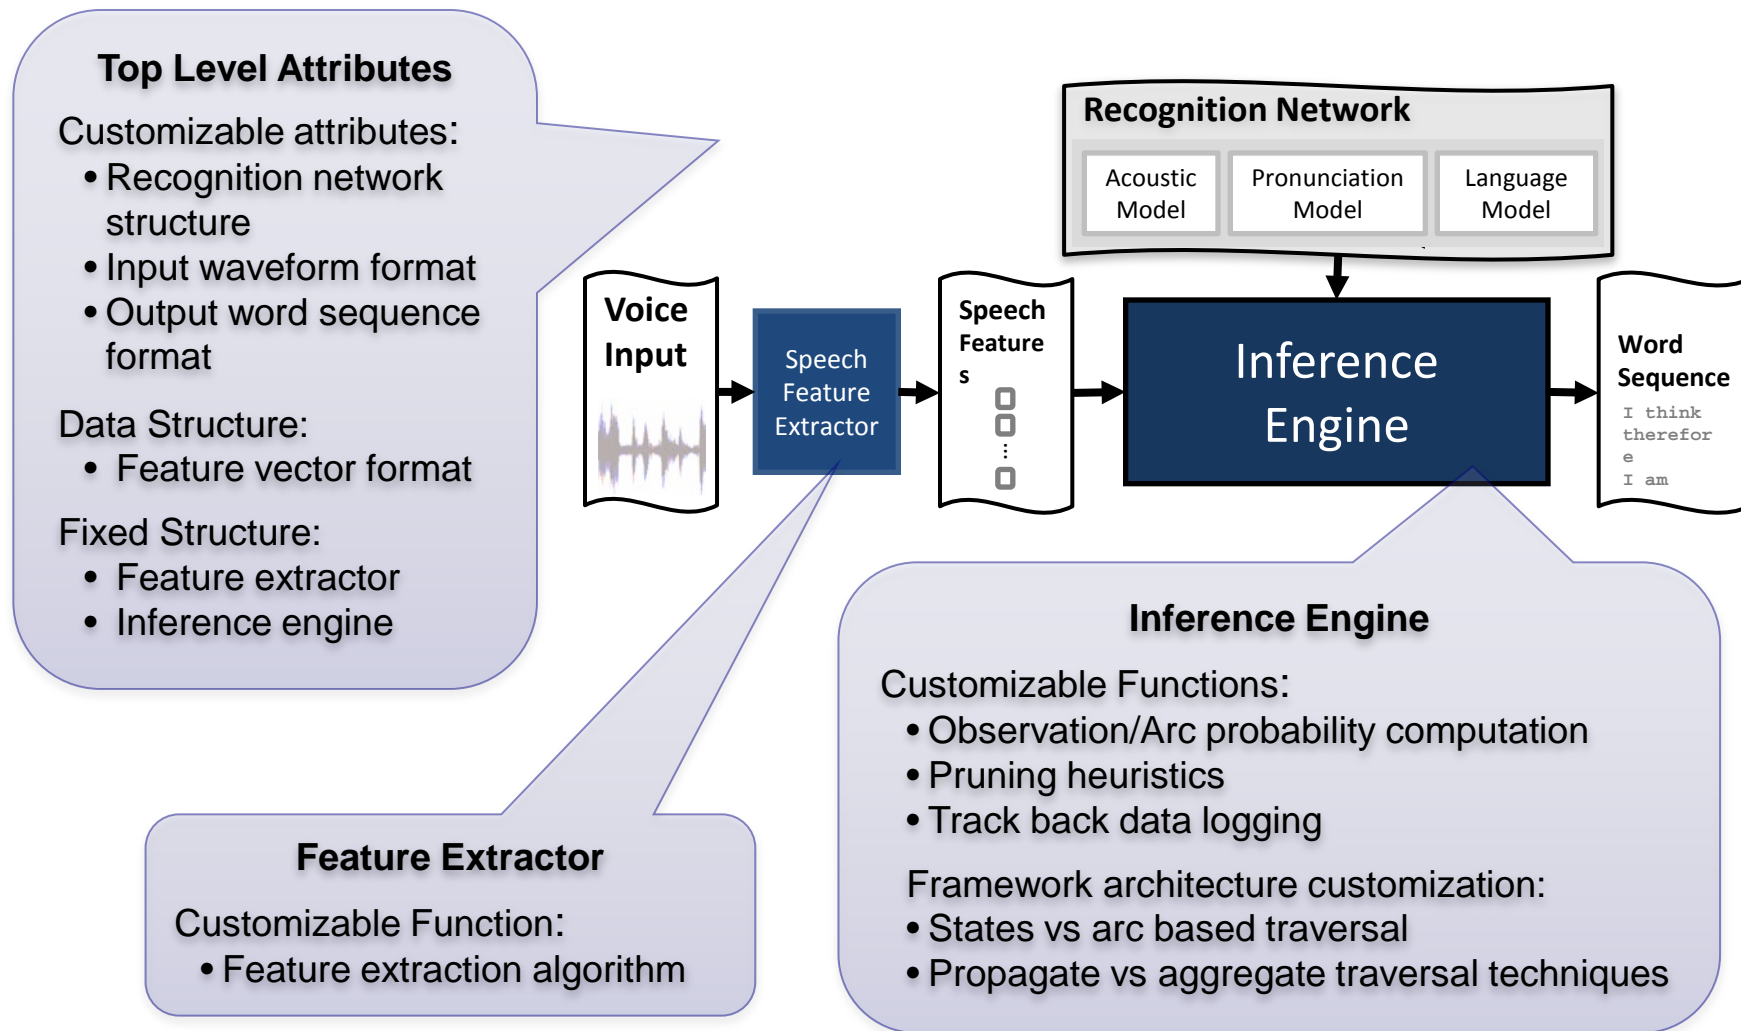 Top Level Attributes
Customizable attributes:
• Recognition network
structure
• Input waveform format
• Output word sequence
format
Data Structure:
• Feature vector format
Fixed Structure:
• Feature extractor
• Inference engine
Recognition Network
Acoustic
Model
Pronunciation
Model
Language
Model
Voice
Input
Speech
Feature
Extractor
Speech
Feature
s
...
Inference
Engine
Word
Sequence
I think
therefor
e
I am
Feature Extractor
Customizable Function:
• Feature extraction algorithm
Inference Engine
Customizable Functions:
• Observation/Arc probability computation
• Pruning heuristics
• Track back data logging
Framework architecture customization:
• States vs arc based traversal
• Propagate vs aggregate traversal techniques